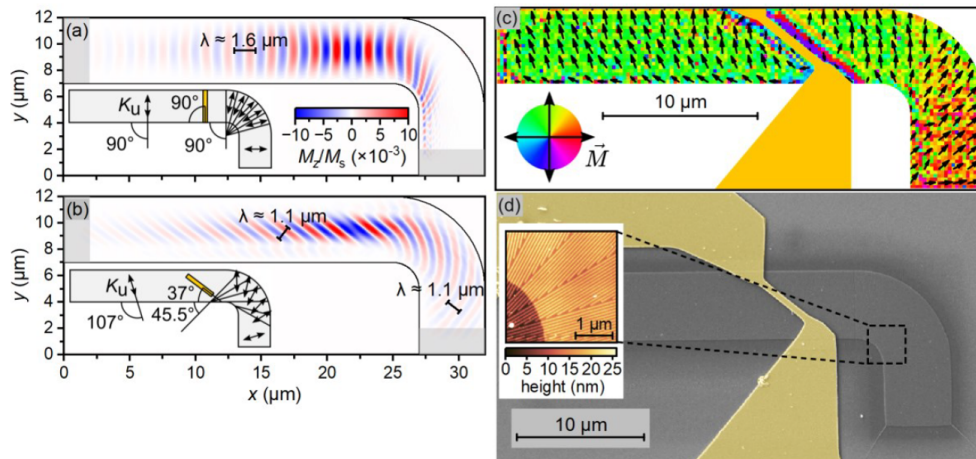 (a)
λ ≈ 1.6 μm
12
10
8
6
4
2
0
y (μm)
Kᵤ
90°
90°
90°
−10 −5 0 5 10
M_z/M_s (×10⁻³)
(b)
λ ≈ 1.1 μm
λ ≈ 1.1 μm
12
10
8
6
4
2
0
y (μm)
Kᵤ
107°
37°
45.5°
0 5 10 15 20 25 30
x (μm)
(c)
10 μm
M⃗
(d)
1 μm
0 5 10 15 20 25
height (nm)
10 μm